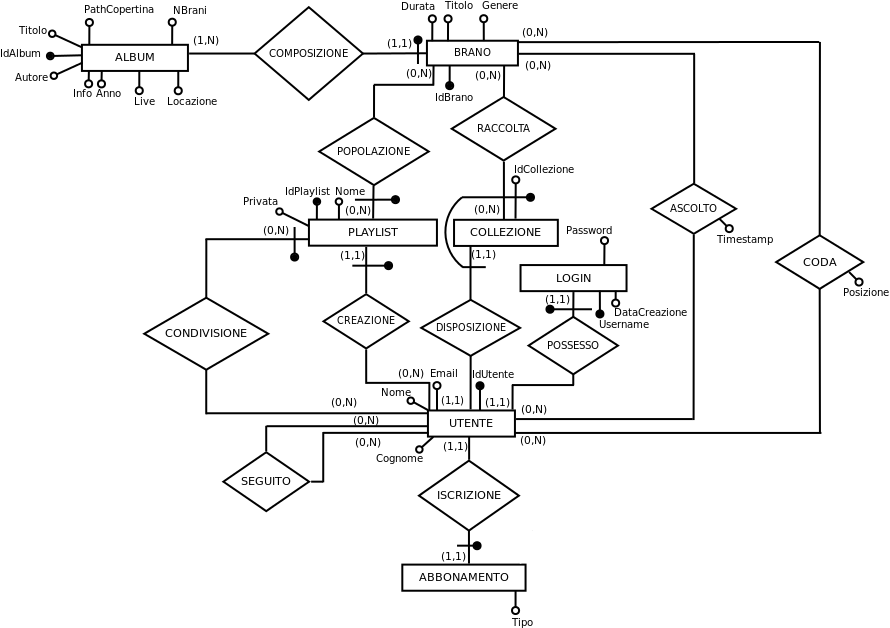 PathCopertina
NBrani
Titolo
(1,N)
IdAlbum
ALBUM
Autore
Info
Anno
Live
Locazione
COMPOSIZIONE
Durata
Titolo
Genere
(1,1)
BRANO
(0,N)
(0,N)
(0,N)
(0,N)
IdBrano
POPOLAZIONE
RACCOLTA
IdCollezione
IdPlaylist
Nome
Privata
(0,N)
(0,N)
ASCOLTO
Timestamp
(0,N)
PLAYLIST
COLLEZIONE
Password
(1,1)
(1,1)
CODA
Posizione
LOGIN
(1,1)
DataCreazione
Username
CONDIVISIONE
CREAZIONE
DISPOSIZIONE
POSSESSO
(0,N)
Email
IdUtente
Nome
(0,N)
(1,1)
(1,1)
(0,N)
(0,N)
UTENTE
(0,N)
(1,1)
(0,N)
Cognome
SEGUITO
ISCRIZIONE
(1,1)
ABBONAMENTO
Tipo